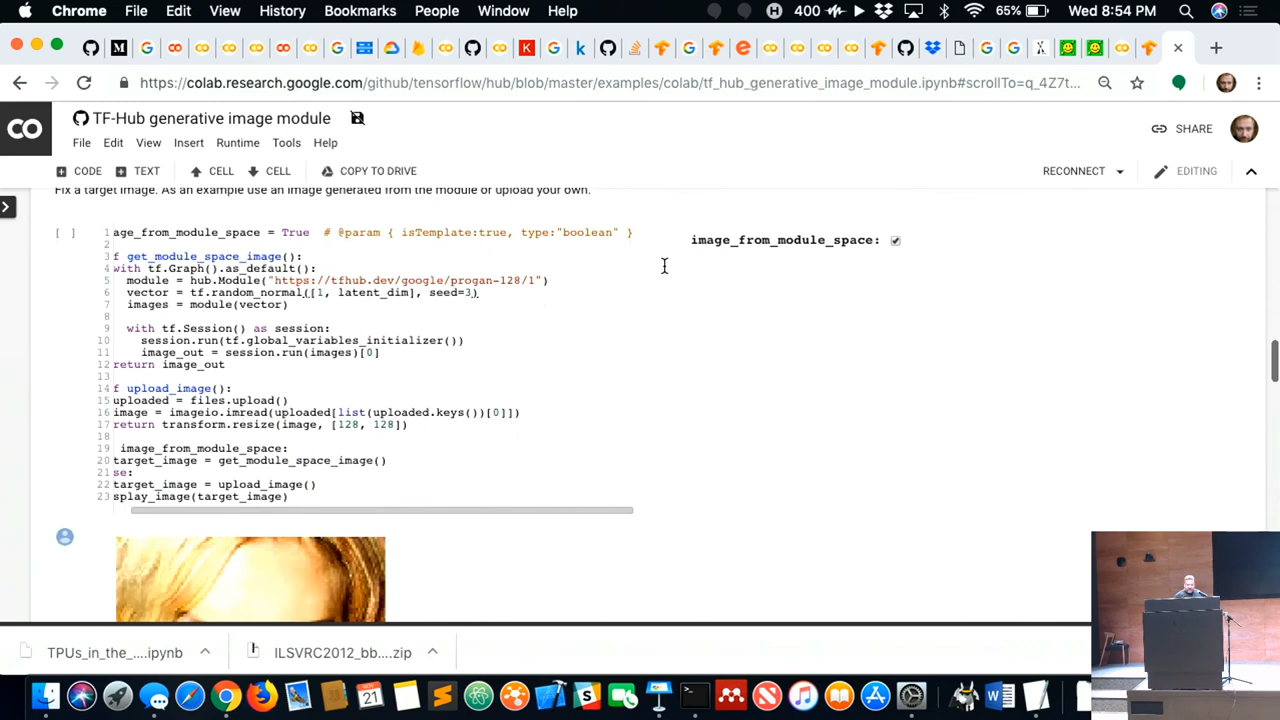 Chrome File Edit View History Bookmarks People Window Help 400 65% Wed 8:54 PM
https://colab.research.google.com/github/tensorflow/hub/blob/master/examples/colab/tf_hub_generative_image_module.ipynb#scrollTo=q_4Z7t...
CO
TF-Hub generative image module
SHARE
File Edit View Insert Runtime Tools Help
CODE TEXT CELL CELL COPY TO DRIVE RECONNECT EDITING
Fix a target image. As an example use an image generated from the module or upload your own.
[ ] 1 age_from_module_space = True # @param { isTemplate:true, type:"boolean" }
image_from_module_space:
2
3 f get_module_space_image():
4 with tf.Graph().as_default():
5 module = hub.Module("https://tfhub.dev/google/progan-128/1")
6 vector = tf.random_normal([1, latent_dim], seed=3)
7 images = module(vector)
8
9 with tf.Session() as session:
10 session.run(tf.global_variables_initializer())
11 image_out = session.run(images)[0]
12 return image_out
13
14 f upload_image():
15 uploaded = files.upload()
16 image = imageio.imread(uploaded[list(uploaded.keys())[0]])
17 return transform.resize(image, [128, 128])
18
19 image_from_module_space:
20 target_image = get_module_space_image()
21 se:
22 target_image = upload_image()
23 splay_image(target_image)
TPUs_in_the_....ipynb
ILSVRC2012_bb....zip
NOV
21